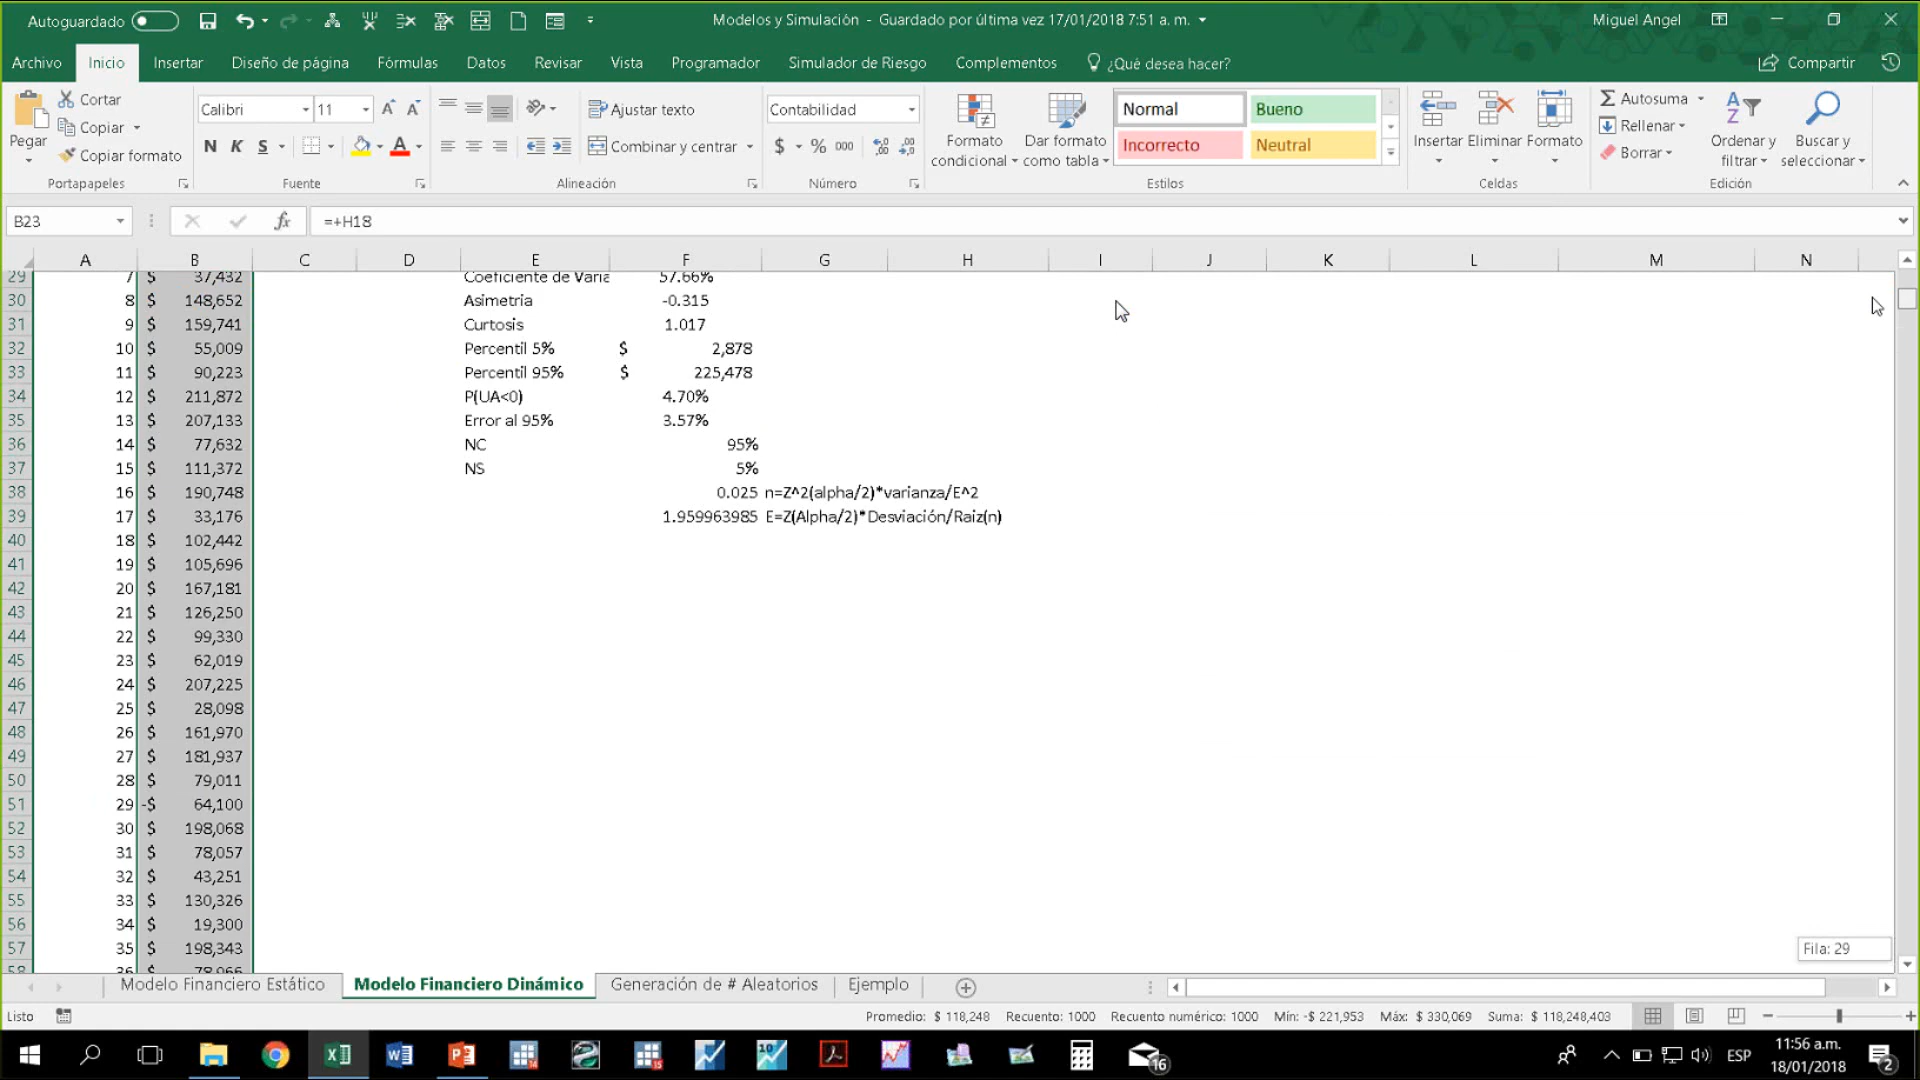 Autoguardado
Modelos y Simulación - Guardado por última vez 17/01/2018 7:51 a. m.
Miguel Angel
Archivo Inicio Insertar Diseño de página Fórmulas Datos Revisar Vista Programador Simulador de Riesgo Complementos ¿Qué desea hacer? Compartir
Pegar
Cortar
Copiar
Copiar formato
Portapapeles
Calibri 11
N K S
Fuente
Ajustar texto
Combinar y centrar
Alineación
Contabilidad
$ % 000
Número
Formato condicional
Dar formato como tabla
Normal Bueno
Incorrecto Neutral
Estilos
Insertar Eliminar Formato
Celdas
Autosuma
Rellenar
Borrar
Ordenar y filtrar
Buscar y seleccionar
Edición
B23 fx =+H18
A B C D E F G H I J K L M N
29 7 $ 37,432 Coeficiente de Varia 57.66%
30 8 $ 148,652 Asimetria -0.315
31 9 $ 159,741 Curtosis 1.017
32 10 $ 55,009 Percentil 5% $ 2,878
33 11 $ 90,223 Percentil 95% $ 225,478
34 12 $ 211,872 P(UA<0) 4.70%
35 13 $ 207,133 Error al 95% 3.57%
36 14 $ 77,632 NC 95%
37 15 $ 111,372 NS 5%
38 16 $ 190,748 0.025 n=Z^2(alpha/2)*varianza/E^2
39 17 $ 33,176 1.959963985 E=Z(Alpha/2)*Desviación/Raiz(n)
40 18 $ 102,442
41 19 $ 105,696
42 20 $ 167,181
43 21 $ 126,250
44 22 $ 99,330
45 23 $ 62,019
46 24 $ 207,225
47 25 $ 28,098
48 26 $ 161,970
49 27 $ 181,937
50 28 $ 79,011
51 29 -$ 64,100
52 30 $ 198,068
53 31 $ 78,057
54 32 $ 43,251
55 33 $ 130,326
56 34 $ 19,300
57 35 $ 198,343
58 36 $ 78,966
Fila: 29
Modelo Financiero Estático Modelo Financiero Dinámico Generación de # Aleatorios Ejemplo
Listo Promedio: $ 118,248 Recuento: 1000 Recuento numérico: 1000 Mín: -$ 221,953 Máx: $ 330,069 Suma: $ 118,248,403
16
ESP
11:56 a.m.
18/01/2018
2